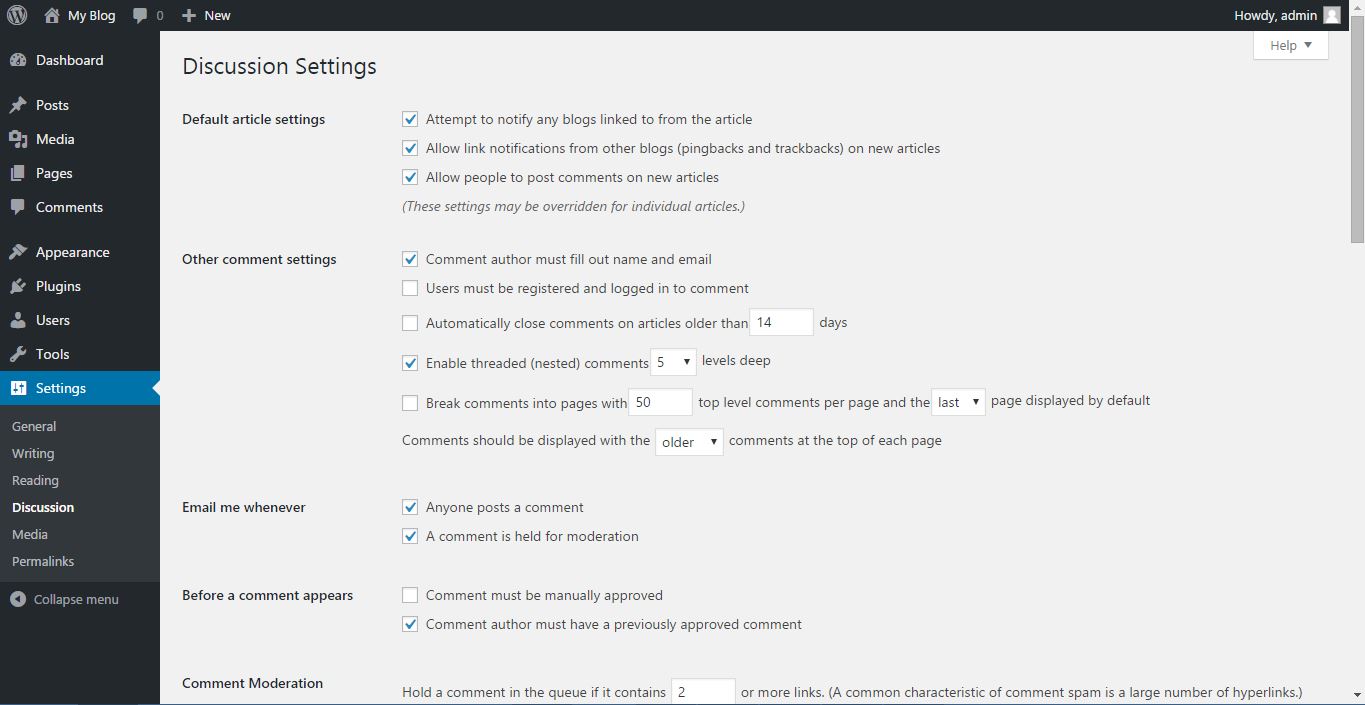 My Blog 0 New Howdy, admin
Help
Dashboard
Posts
Media
Pages
Comments
Appearance
Plugins
Users
Tools
Settings
General
Writing
Reading
Discussion
Media
Permalinks
Collapse menu
Discussion Settings
Default article settings
Attempt to notify any blogs linked to from the article
Allow link notifications from other blogs (pingbacks and trackbacks) on new articles
Allow people to post comments on new articles
(These settings may be overridden for individual articles.)
Other comment settings
Comment author must fill out name and email
Users must be registered and logged in to comment
Automatically close comments on articles older than 14 days
Enable threaded (nested) comments 5 levels deep
Break comments into pages with 50 top level comments per page and the last page displayed by default
Comments should be displayed with the older comments at the top of each page
Email me whenever
Anyone posts a comment
A comment is held for moderation
Before a comment appears
Comment must be manually approved
Comment author must have a previously approved comment
Comment Moderation
Hold a comment in the queue if it contains 2 or more links. (A common characteristic of comment spam is a large number of hyperlinks.)